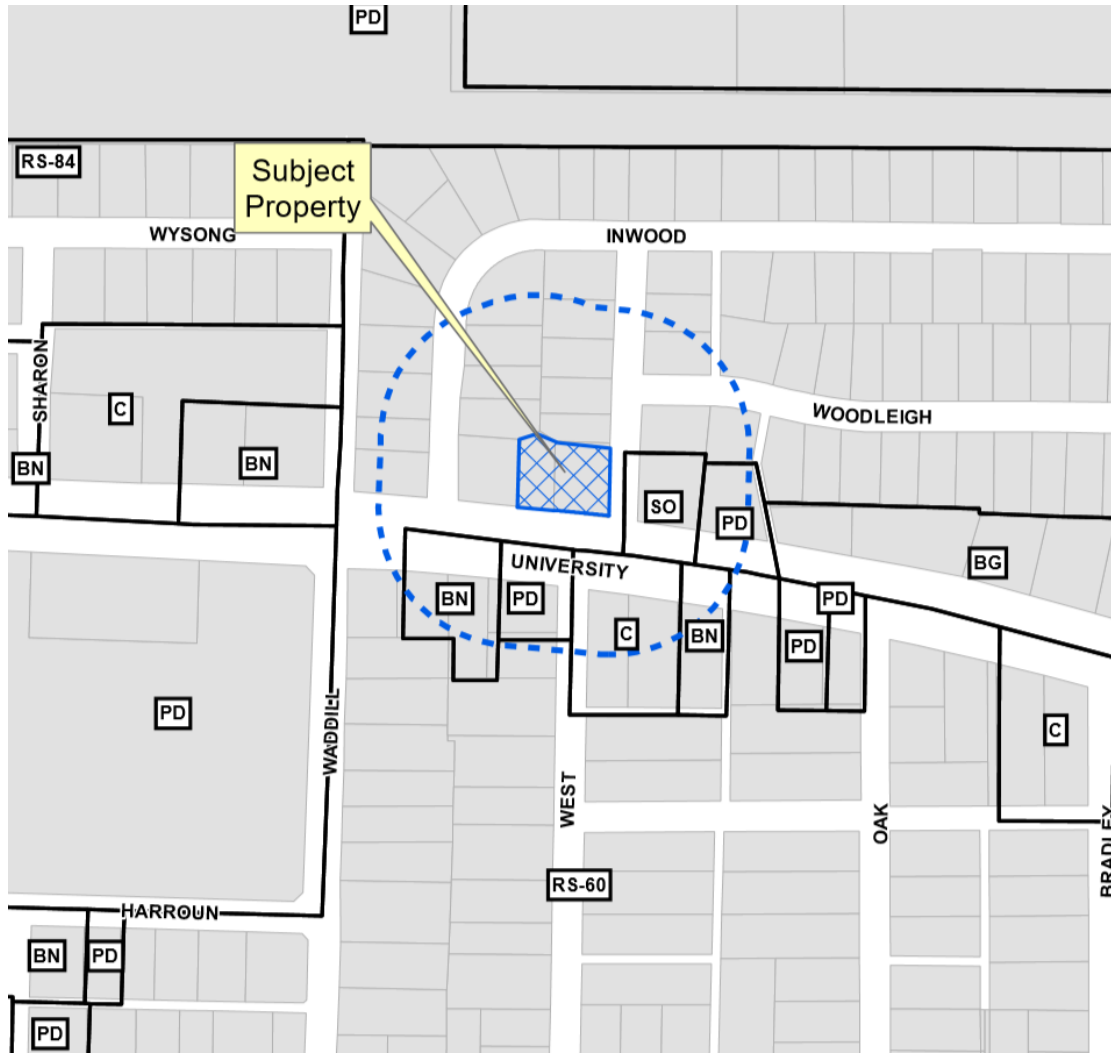 PD
RS-84
Subject
Property
WYSONG
INWOOD
SHARON
C
BN
BN
WOODLEIGH
SO
PD
BG
UNIVERSITY
BN
PD
C
BN
PD
PD
PD
WADDILL
C
WEST
OAK
BRADLEY
RS-60
HARROUN
BN
PD
PD